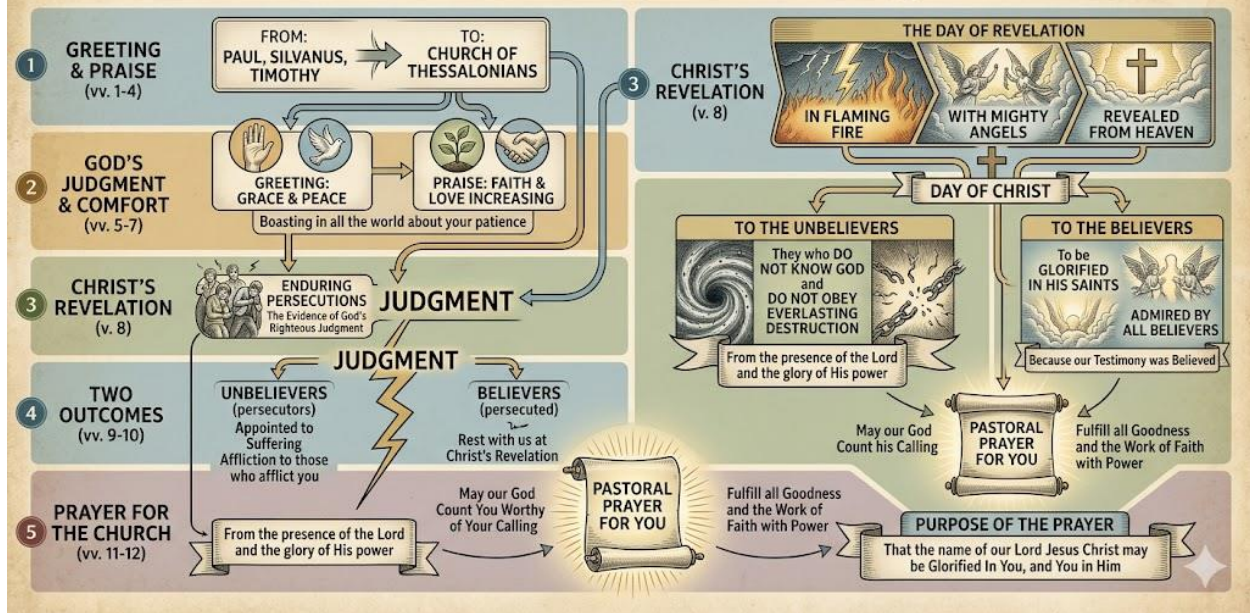 1
GREETING
& PRAISE
(vv. 1-4)
FROM:
PAUL, SILVANUS,
TIMOTHY
TO:
CHURCH OF
THESSALONIANS
2
GOD'S
JUDGMENT
& COMFORT
(vv. 5-7)
GREETING:
GRACE & PEACE
PRAISE: FAITH &
LOVE INCREASING
Boasting in all the world about your patience
3
CHRIST'S
REVELATION
(v. 8)
ENDURING
PERSECUTIONS
The Evidence of God's
Righteous Judgment
JUDGMENT
JUDGMENT
4
TWO
OUTCOMES
(vv. 9-10)
UNBELIEVERS
(persecutors)
Appointed to
Suffering
Affliction to those
who afflict you
BELIEVERS
(persecuted)
Rest with us at
Christ's Revelation
5
PRAYER FOR
THE CHURCH
(vv. 11-12)
From the presence of the Lord
and the glory of His power
May our God
Count You Worthy
of Your Calling
PASTORAL
PRAYER
FOR YOU
Fulfill all Goodness
and the Work of
Faith with Power
3
CHRIST'S
REVELATION
(v. 8)
THE DAY OF REVELATION
IN FLAMING
FIRE
WITH MIGHTY
ANGELS
REVEALED
FROM HEAVEN
DAY OF CHRIST
TO THE UNBELIEVERS
They who DO
NOT KNOW GOD
and
DO NOT OBEY
EVERLASTING
DESTRUCTION
From the presence of the Lord
and the glory of His power
TO THE BELIEVERS
To be
GLORIFIED
IN HIS SAINTS
ADMIRED BY
ALL BELIEVERS
Because our Testimony was Believed
May our God
Count his Calling
PASTORAL
PRAYER
FOR YOU
Fulfill all Goodness
and the Work of Faith
with Power
PURPOSE OF THE PRAYER
That the name of our Lord Jesus Christ may
be Glorified In You, and You in Him